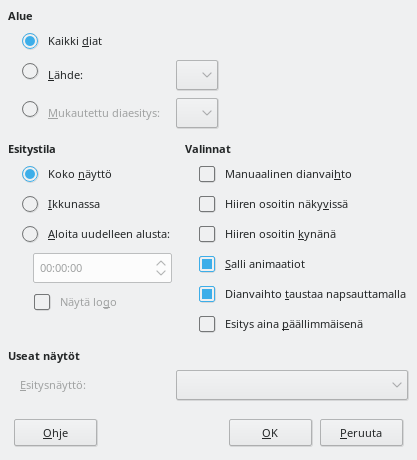 Alue
Kaikki diat
Lähde:
Mukautettu diaesitys:
Esitystila
Koko näyttö
Ikkunassa
Aloita uudelleen alusta:
00:00:00
Näytä logo
Valinnat
Manuaalinen dianvaihto
Hiiren osoitin näkyvissä
Hiiren osoitin kynänä
Salli animaatiot
Dianvaihto taustaa napsauttamalla
Esitys aina päällimmäisenä
Useat näytöt
Esitysnäyttö:
Ohje
OK
Peruuta